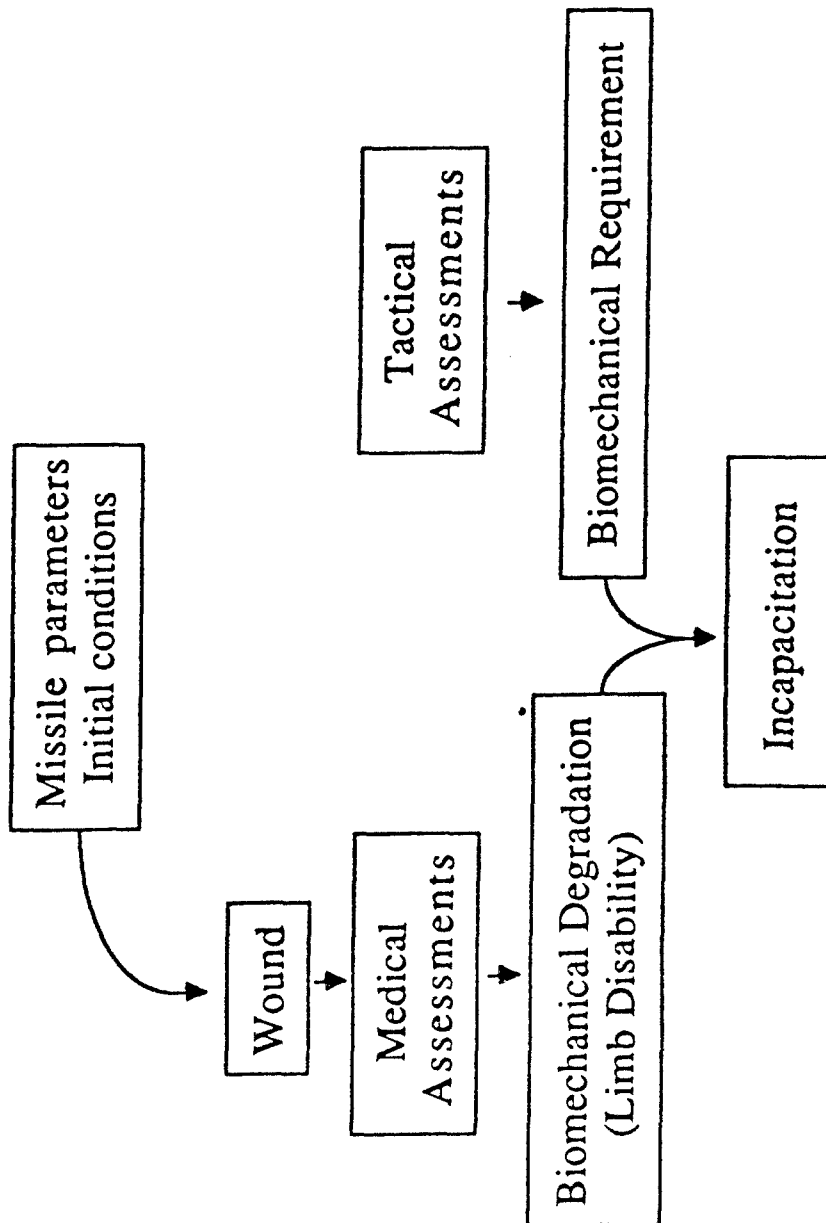 Missile parameters
Initial conditions
Wound
Medical
Assessments
Biomechanical Degradation
(Limb Disability)
Tactical
Assessments
Biomechanical Requirement
Incapacitation